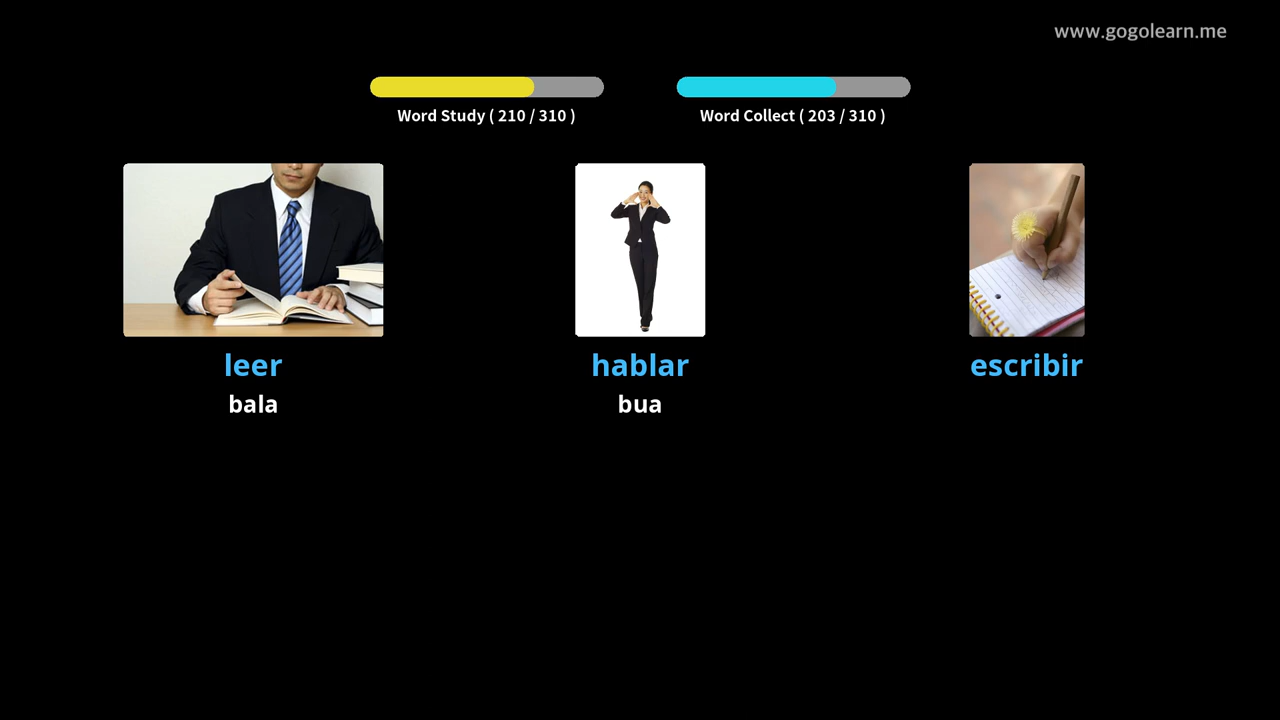 www.gogolearn.me
Word Study ( 210 / 310 )
Word Collect ( 203 / 310 )
leer
hablar
escribir
bala
bua